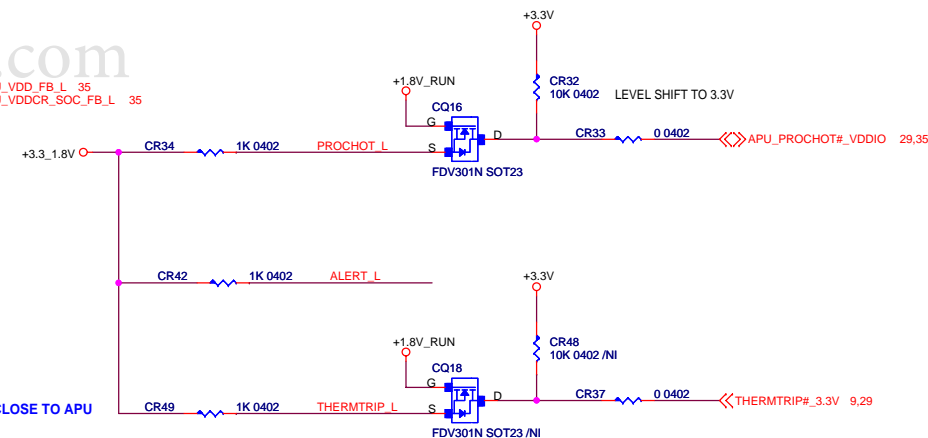 .com
_VDD_FB_L 35
_VDDCR_SOC_FB_L 35
+3.3V
CR32
10K 0402
LEVEL SHIFT TO 3.3V
+1.8V_RUN
CQ16
G
D
S
CR33
0 0402
APU_PROCHOT#_VDDIO 29,35
+3.3_1.8V
CR34
1K 0402
PROCHOT_L
FDV301N SOT23
CR42
1K 0402
ALERT_L
+3.3V
CR48
10K 0402 /NI
+1.8V_RUN
CQ18
G
D
S
CR37
0 0402
THERMTRIP#_3.3V 9,29
CLOSE TO APU
CR49
1K 0402
THERMTRIP_L
FDV301N SOT23 /NI